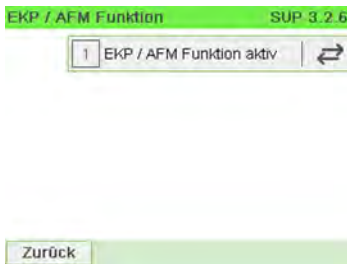 EKP / AFM Funktion SUP-3.2.6
1 EKP / AFM Funktion aktiv
Zurück